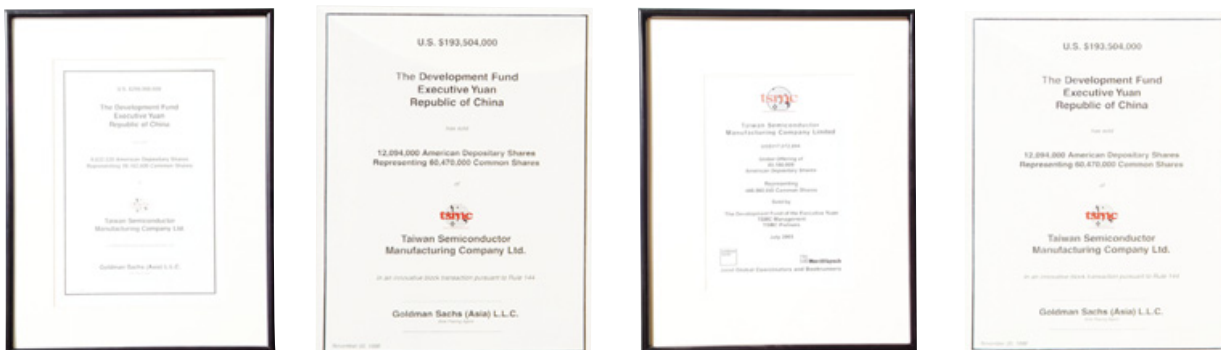 The Development Fund
Executive Yuan
Republic of China
Taiwan Semiconductor
Manufacturing Company Ltd.
Goldman Sachs (Asia) L.L.C.
U.S. $193,504,000
The Development Fund
Executive Yuan
Republic of China
has sold
12,094,000 American Depositary Shares
Representing 60,470,000 Common Shares
of
tsmc
Taiwan Semiconductor
Manufacturing Company Ltd.
In an innovative stock transaction pursuant to Rule 144
Goldman Sachs (Asia) L.L.C.
tsmc
Taiwan Semiconductor
Manufacturing Company Limited
Global Offering of
American Depositary Shares
Representing
Common Shares
The Development Fund of the Executive Yuan
TSMC Management
July 2003
Merrill Lynch
Joint Global Coordinators and Bookrunners
U.S. $193,504,000
The Development Fund
Executive Yuan
Republic of China
has sold
12,094,000 American Depositary Shares
Representing 60,470,000 Common Shares
of
tsmc
Taiwan Semiconductor
Manufacturing Company Ltd.
In an innovative stock transaction pursuant to Rule 144
Goldman Sachs (Asia) L.L.C.